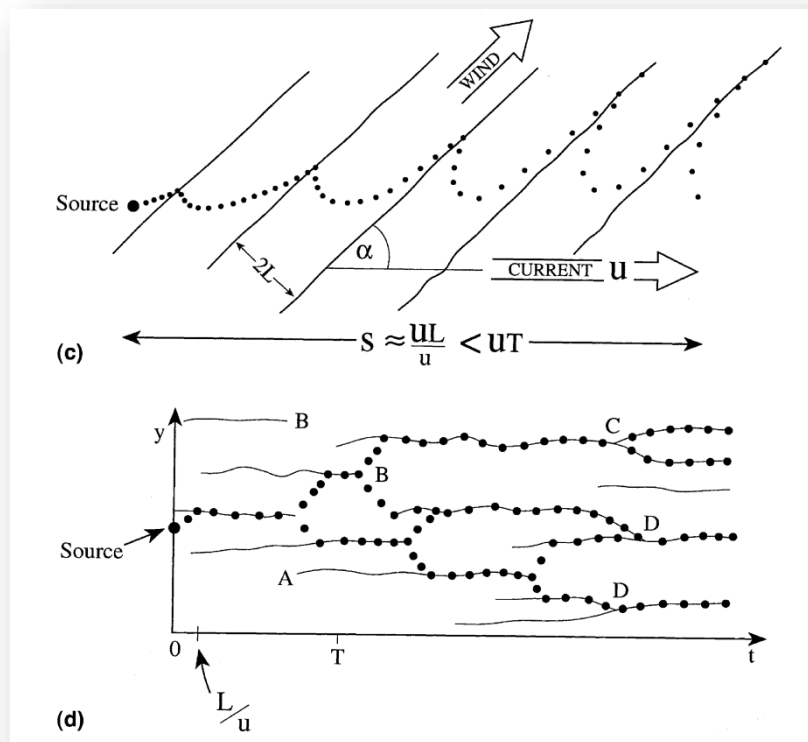 (c)
WIND
Source
2L
α
CURRENT u
S ≈ uL/u < uT
(d)
y
B
C
B
Source
D
A
D
0
T
t
L/u